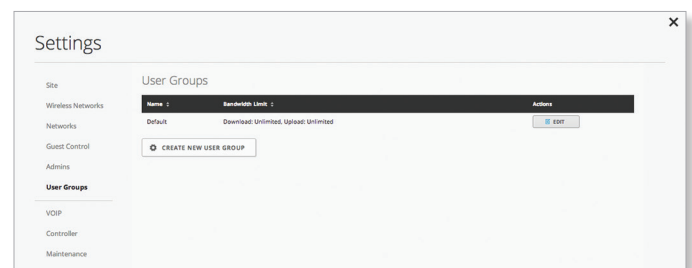 Settings
Site
Wireless Networks
Networks
Guest Control
Admins
User Groups
VOIP
Controller
Maintenance
User Groups
Name Bandwidth Limit Actions
Default Download: Unlimited, Upload: Unlimited EDIT
CREATE NEW USER GROUP